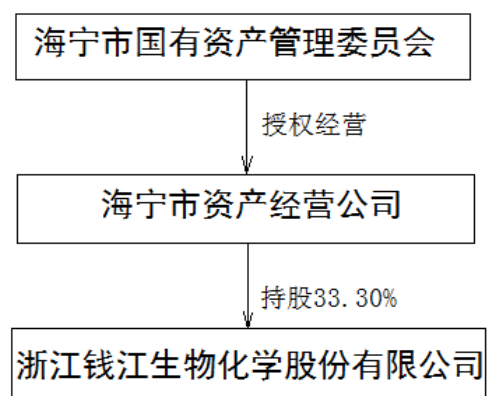 海宁市国有资产管理委员会
授权经营
海宁市资产经营公司
持股33.30%
浙江钱江生物化学股份有限公司